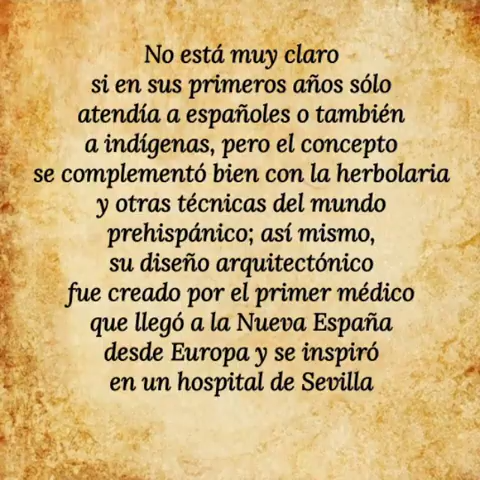 No está muy claro
si en sus primeros años sólo
atendía a españoles o también
a indígenas, pero el concepto
se complementó bien con la herbolaria
y otras técnicas del mundo
prehispánico; así mismo,
su diseño arquitectónico
fue creado por el primer médico
que llegó a la Nueva España
desde Europa y se inspiró
en un hospital de Sevilla